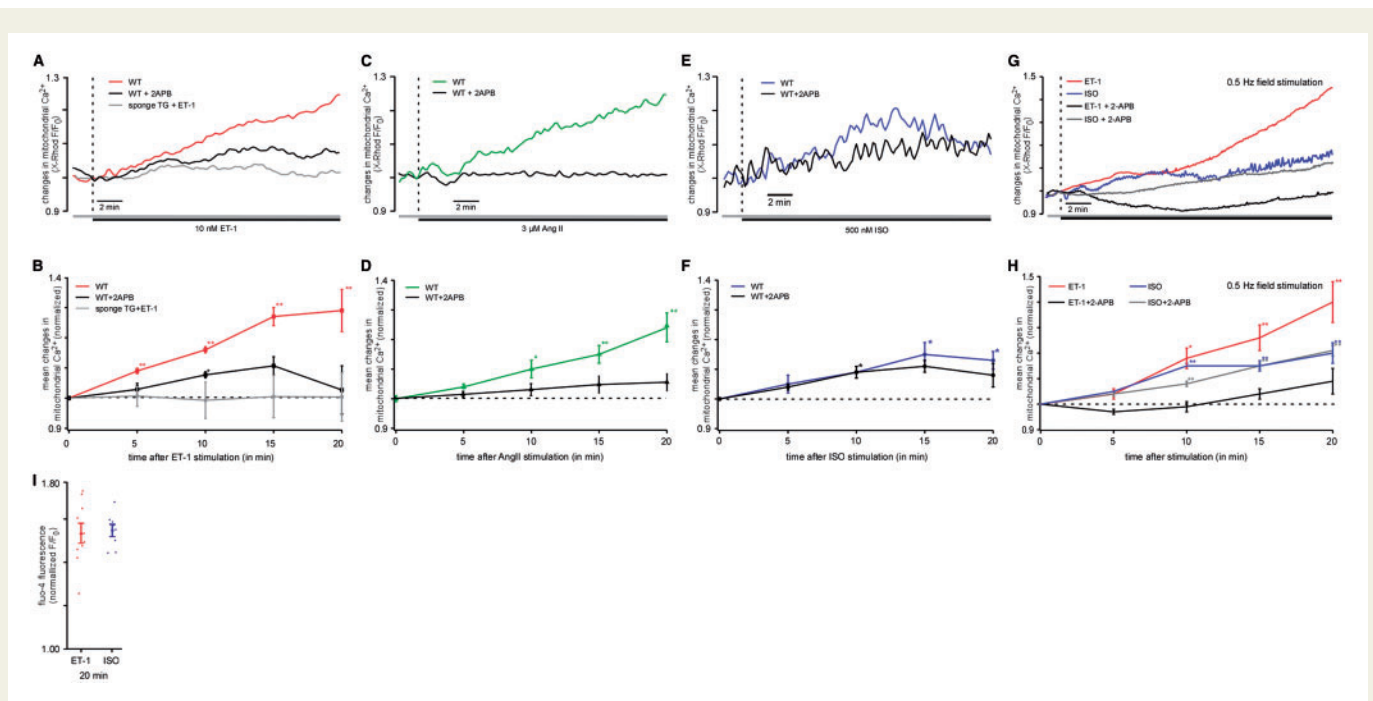 A
1.3
0.9
changes in mitochondrial Ca2+
(X-Rhod F/F0)
WT
WT + 2APB
sponge TG + ET-1
2 min
10 nM ET-1
C
1.3
0.9
changes in mitochondrial Ca2+
(X-Rhod F/F0)
WT
WT + 2APB
2 min
3 µM Ang II
E
1.3
0.9
changes in mitochondrial Ca2+
(X-Rhod F/F0)
WT
WT+2APB
2 min
500 nM ISO
G
1.5
0.9
changes in mitochondrial Ca2+
(X-Rhod F/F0)
ET-1
ISO
ET-1 + 2-APB
ISO + 2-APB
0.5 Hz field stimulation
2 min
B
1.4
0.9
mean changes in
mitochondrial Ca2+ (normalized)
WT
WT+2APB
sponge TG+ET-1
** ** ** **
*
0 5 10 15 20
time after ET-1 stimulation (in min)
D
1.4
0.9
mean changes in
mitochondrial Ca2+ (normalized)
WT
WT+2APB
* ** **
0 5 10 15 20
time after AngII stimulation (in min)
F
1.4
0.9
mean changes in
mitochondrial Ca2+ (normalized)
WT
WT+2APB
* * *
0 5 10 15 20
time after ISO stimulation (in min)
H
1.5
0.9
mean changes in
mitochondrial Ca2+ (normalized)
ET-1 ISO
ET-1+2-APB ISO+2-APB
0.5 Hz field stimulation
* ** **
**
**
0 5 10 15 20
time after stimulation (in min)
I
1.80
1.00
fluo-4 fluorescence
(normalized F/F0)
ET-1 ISO
20 min